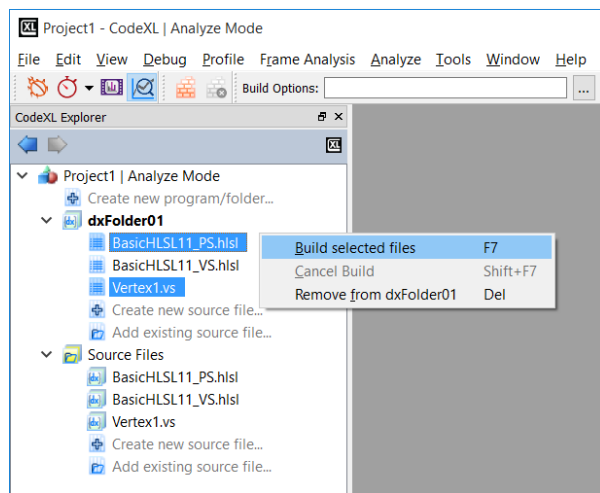 Project1 - CodeXL | Analyze Mode
File Edit View Debug Profile Frame Analysis Analyze Tools Window Help
Build Options: ...
CodeXL Explorer
XL
Project1 | Analyze Mode
Create new program/folder...
dxFolder01
BasicHLSL11_PS.hlsl
Build selected files F7
BasicHLSL11_VS.hlsl
Cancel Build Shift+F7
Vertex1.vs
Remove from dxFolder01 Del
Create new source file...
Add existing source file...
Source Files
BasicHLSL11_PS.hlsl
BasicHLSL11_VS.hlsl
Vertex1.vs
Create new source file...
Add existing source file...